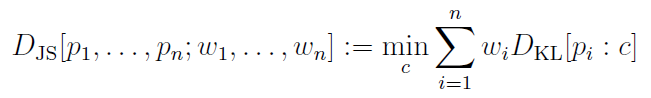 D_JS[p_1, …, p_n; w_1, …, w_n] := min_c ∑_{i=1}^{n} w_i D_KL[p_i : c]